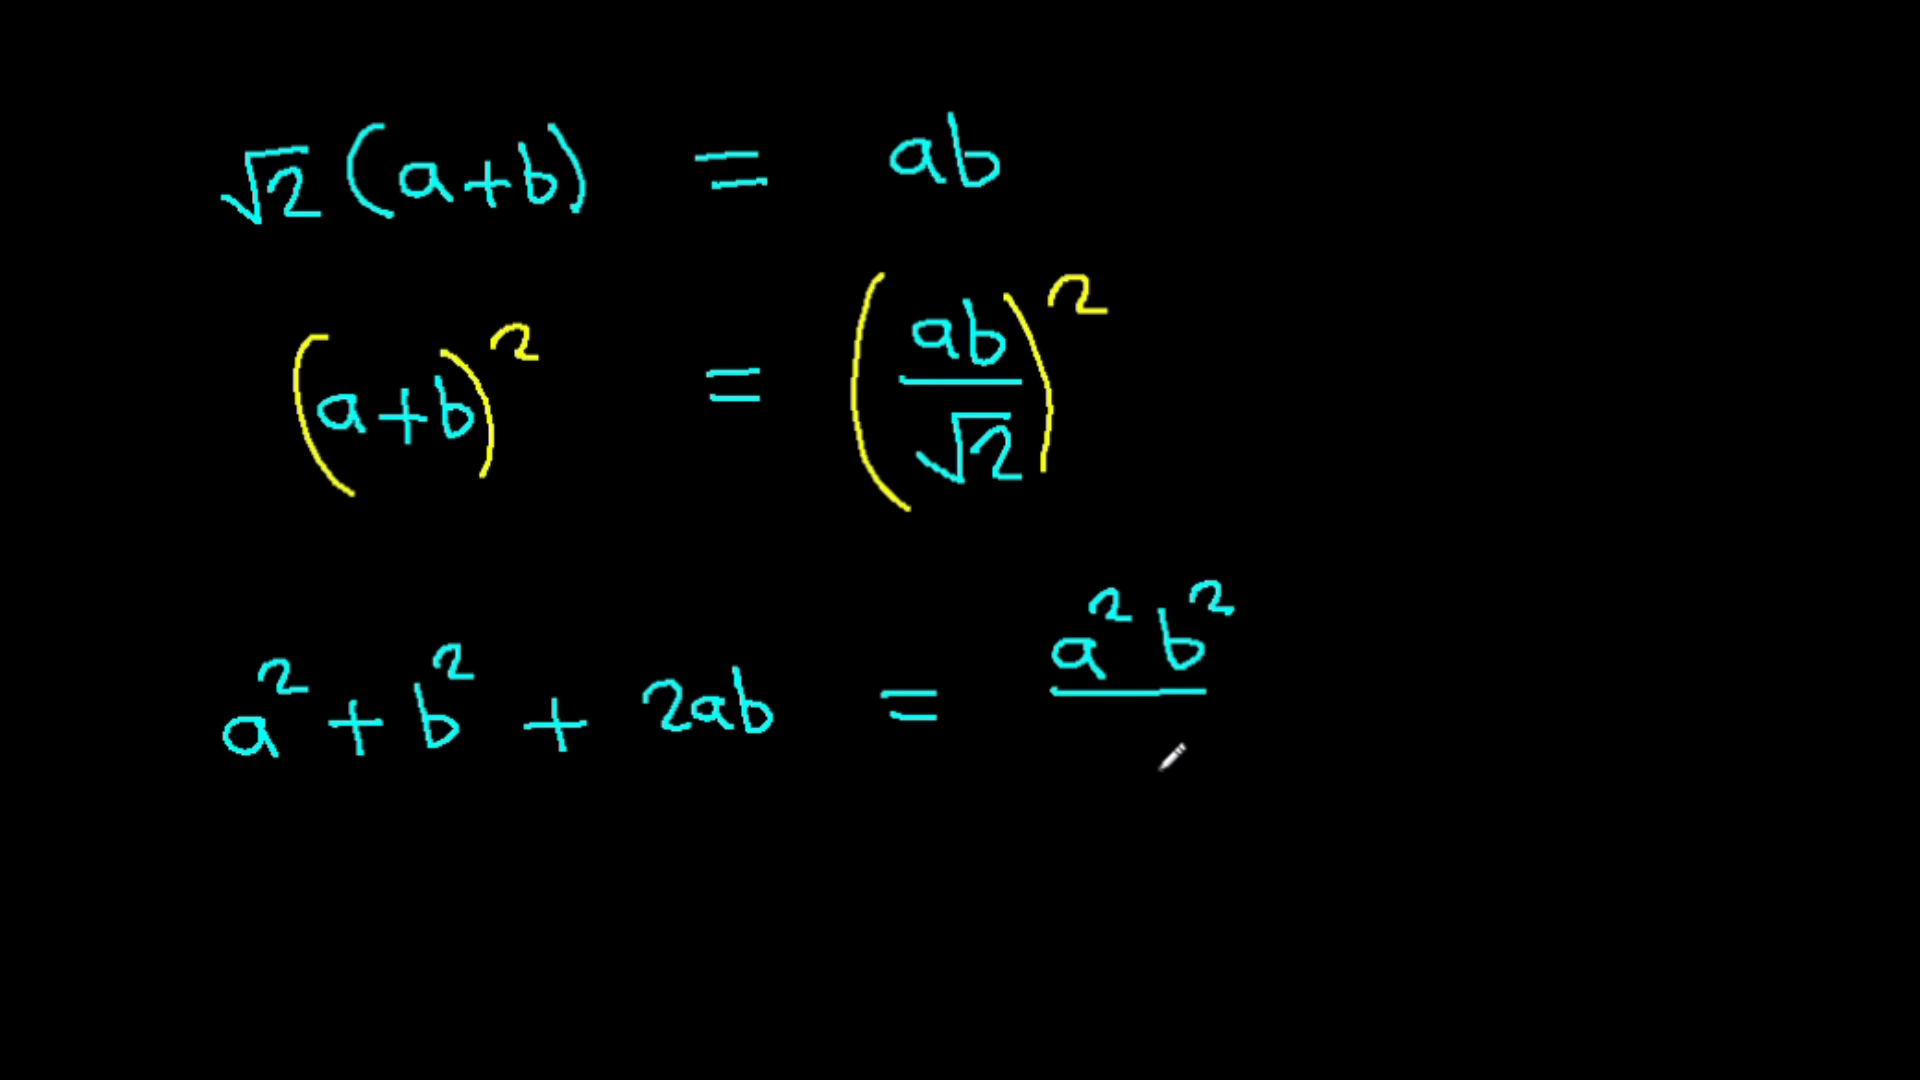 √2(a+b) = ab
(a+b)² = (ab/√2)²
a² + b² + 2ab = a²b²/